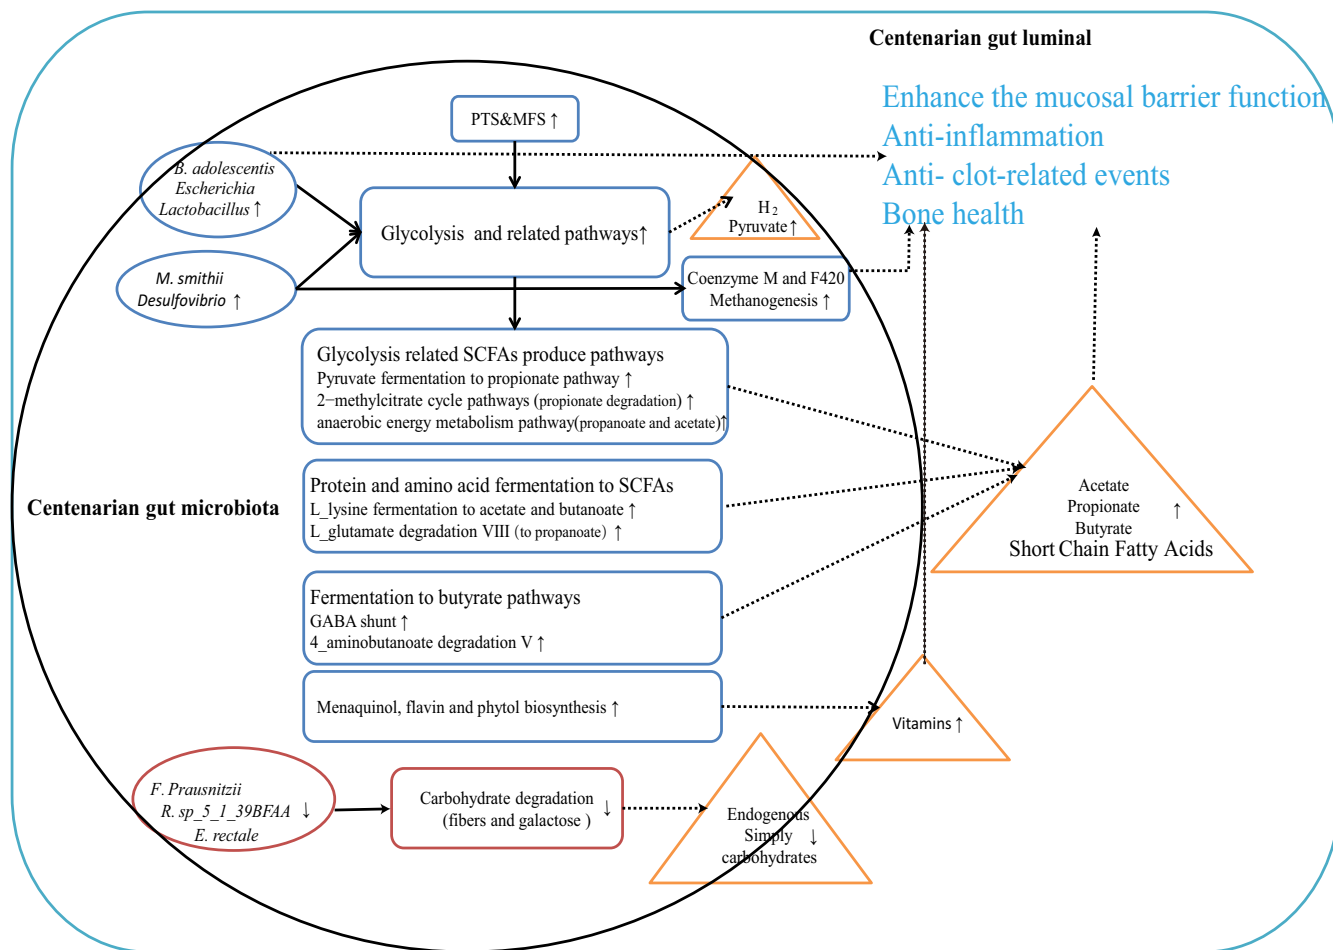 Centenarian gut luminal
Enhance the mucosal barrier function
Anti-inflammation
Anti- clot-related events
Bone health
PTS&MFS ↑
B. adolescentis
Escherichia
Lactobacillus ↑
Glycolysis and related pathways↑
H2
Pyruvate ↑
M. smithii
Desulfovibrio ↑
Coenzyme M and F420
Methanogenesis ↑
Glycolysis related SCFAs produce pathways
Pyruvate fermentation to propionate pathway ↑
2−methylcitrate cycle pathways (propionate degradation) ↑
anaerobic energy metabolism pathway(propanoate and acetate)↑
Centenarian gut microbiota
Protein and amino acid fermentation to SCFAs
L_lysine fermentation to acetate and butanoate ↑
L_glutamate degradation VIII (to propanoate) ↑
Acetate
Propionate ↑
Butyrate
Short Chain Fatty Acids
Fermentation to butyrate pathways
GABA shunt ↑
4_aminobutanoate degradation V ↑
Menaquinol, flavin and phytol biosynthesis ↑
Vitamins ↑
F. Prausnitzii
R. sp_5_1_39BFAA ↓
E. rectale
Carbohydrate degradation ↓
(fibers and galactose )
Endogenous
Simply ↓
carbohydrates